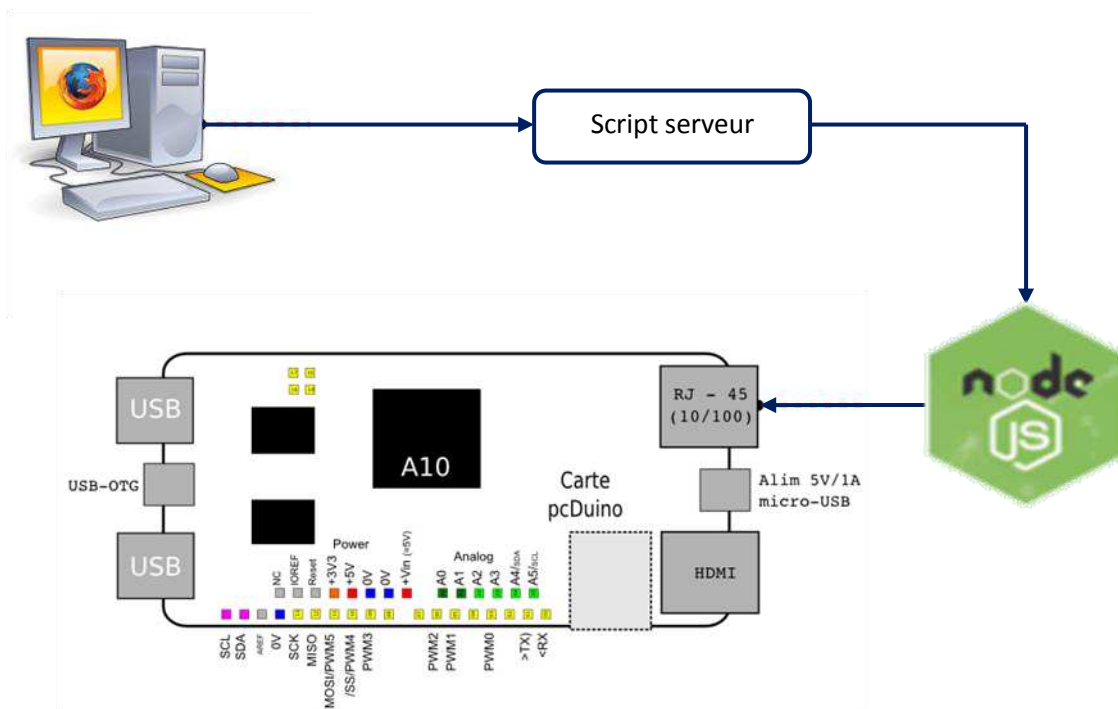 Script serveur
node
JS
RJ - 45
(10/100)
USB
A10
USB-OTG
Carte
pcDuino
Alim 5V/1A
micro-USB
USB
HDMI
Power
Analog
NC
IOREF
Reset
+3V3
+5V
0V
0V
+Vin (=5V)
A0
A1
A2
A3
A4/SDA
A5/SCL
SCL
SDA
AREF
0V
SCK
MISO
MOSI/PWM5
/SS/PWM4
PWM3
PWM2
PWM1
PWM0
>TX)
<RX